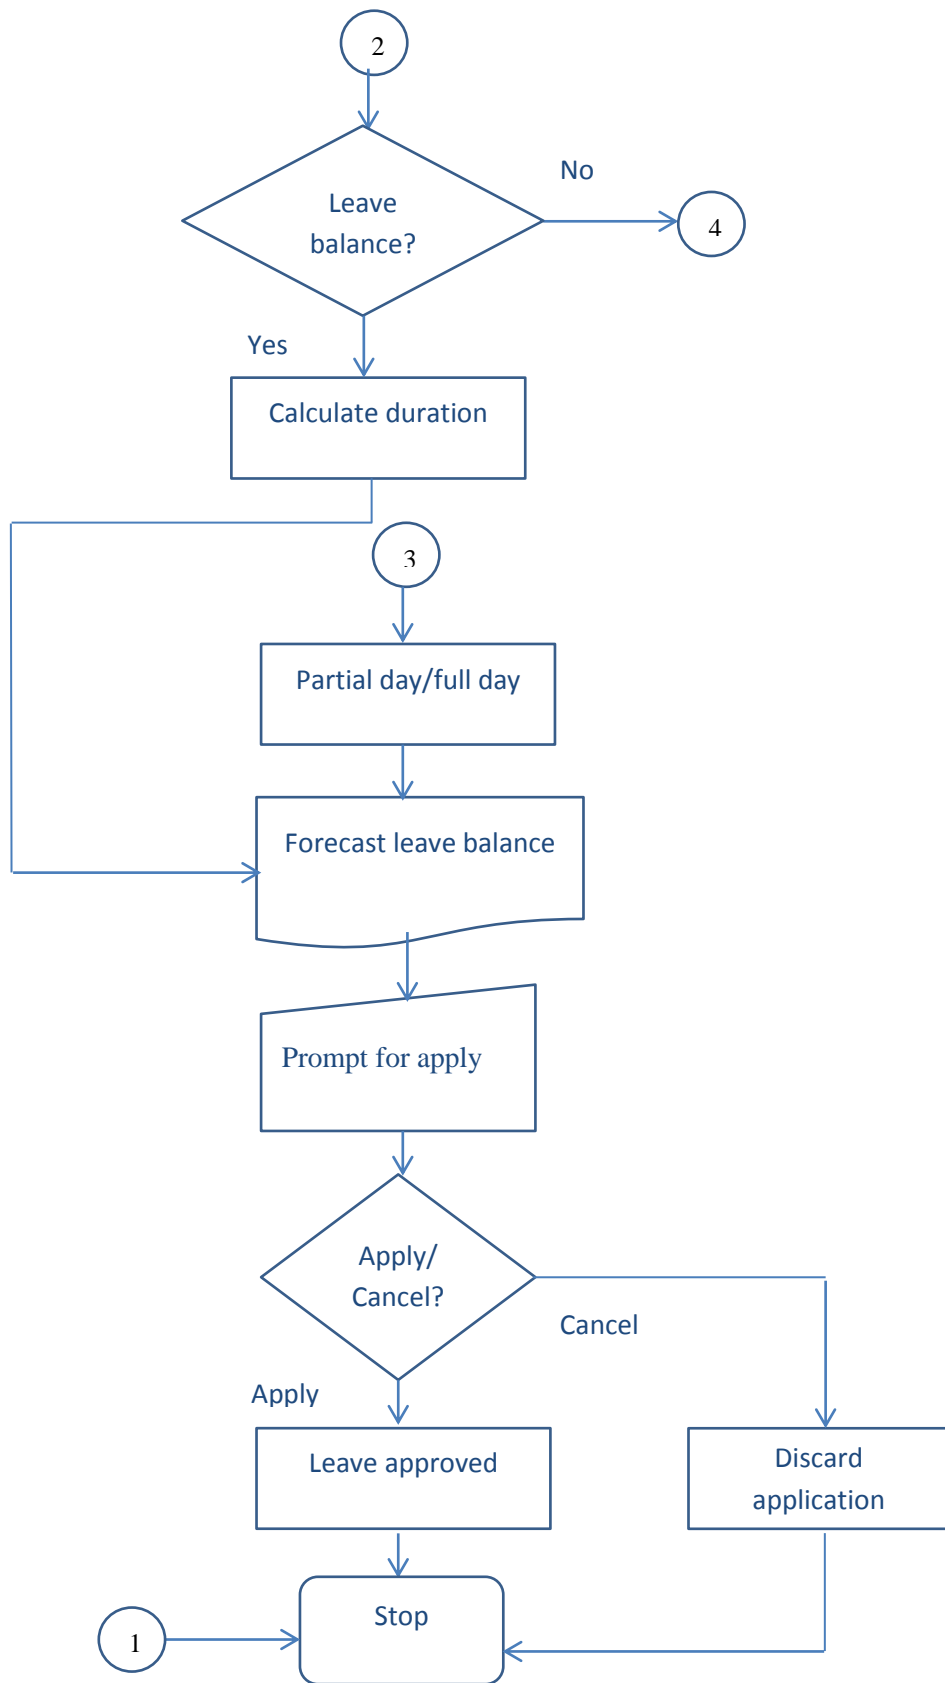 2
No
Leave
balance?
4
Yes
Calculate duration
3
Partial day/full day
Forecast leave balance
Prompt for apply
Apply/
Cancel?
Cancel
Apply
Leave approved
Discard
application
Stop
1